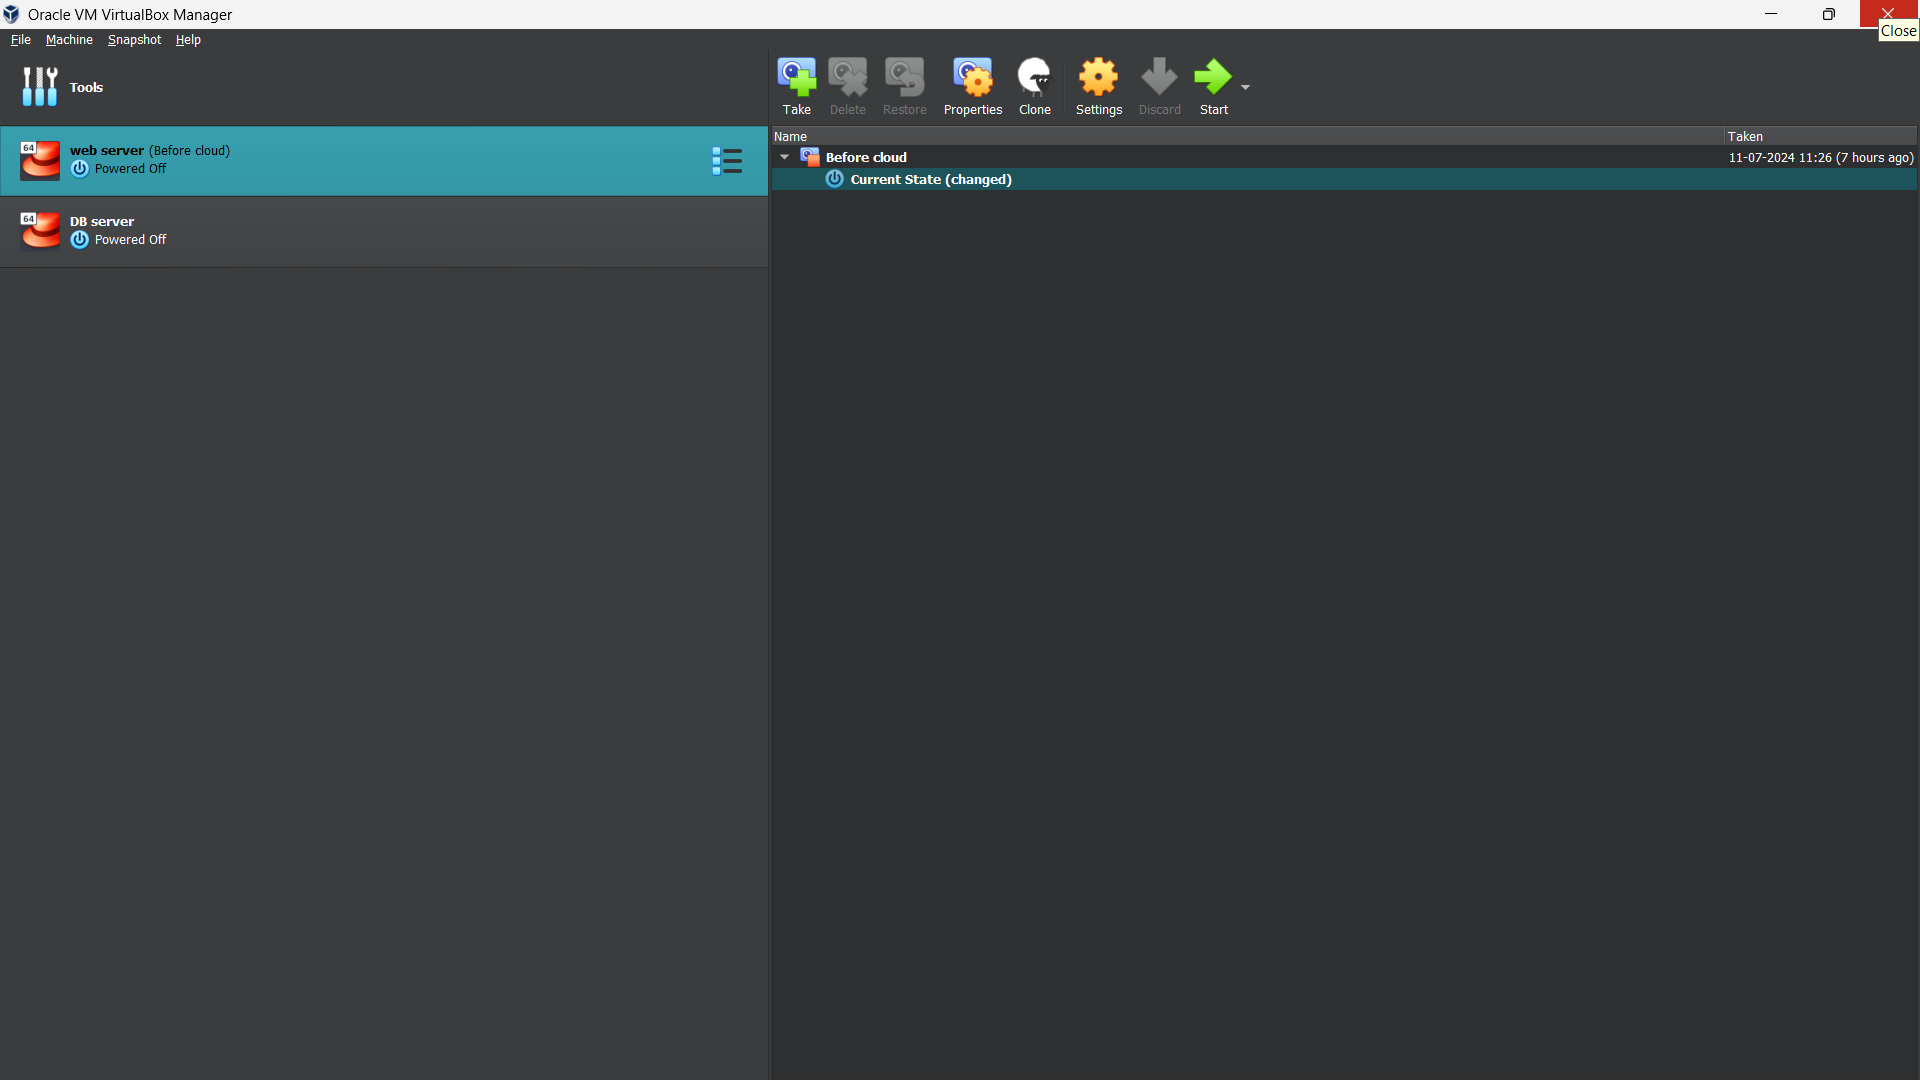 Oracle VM VirtualBox Manager
Close
File Machine Snapshot Help
Tools
Take Delete Restore Properties Clone Settings Discard Start
64
web server (Before cloud)
Powered Off
64
DB server
Powered Off
Name Taken
Before cloud 11-07-2024 11:26 (7 hours ago)
Current State (changed)